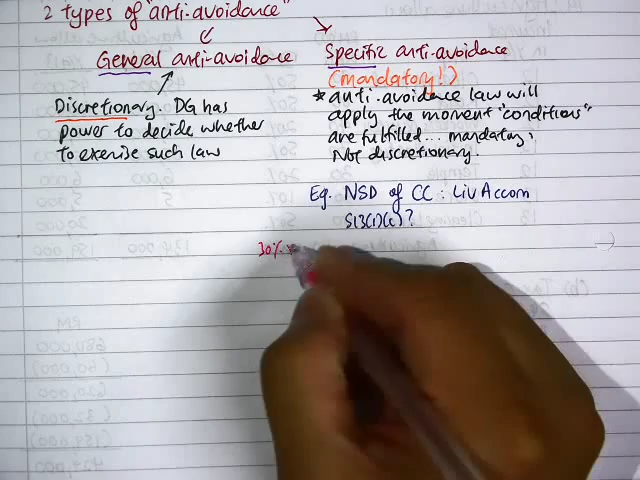 2 types of "anti-avoidance"
General anti-avoidance
Specific anti-avoidance
(mandatory!)
Discretionary. DG has
power to decide whether
to exercise such law
* anti-avoidance law will
apply the moment "conditions"
are fulfilled... mandatory,
Not discretionary.
Eg. NSD of CC: Liv Accom
S13(1)(c)?
30%
RM